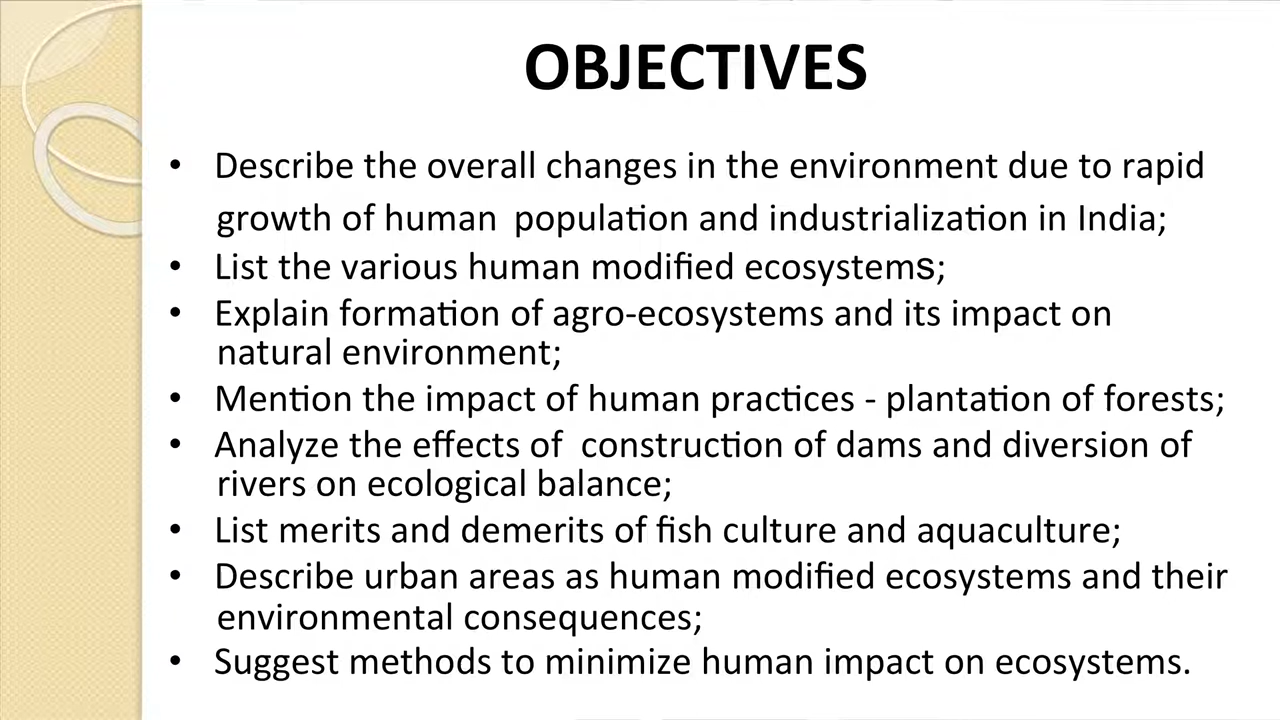 OBJECTIVES
• Describe the overall changes in the environment due to rapid
growth of human population and industrialization in India;
• List the various human modified ecosystems;
• Explain formation of agro-ecosystems and its impact on
natural environment;
• Mention the impact of human practices - plantation of forests;
• Analyze the effects of construction of dams and diversion of
rivers on ecological balance;
• List merits and demerits of fish culture and aquaculture;
• Describe urban areas as human modified ecosystems and their
environmental consequences;
• Suggest methods to minimize human impact on ecosystems.